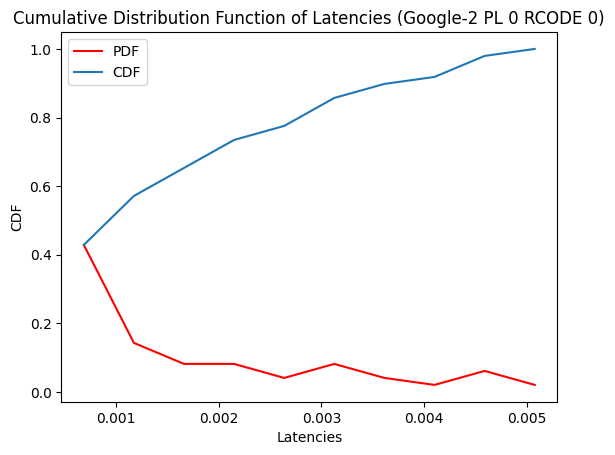 Cumulative Distribution Function of Latencies (Google-2 PL 0 RCODE 0)
PDF
CDF
CDF
1.0
0.8
0.6
0.4
0.2
0.0
0.001
0.002
0.003
0.004
0.005
Latencies